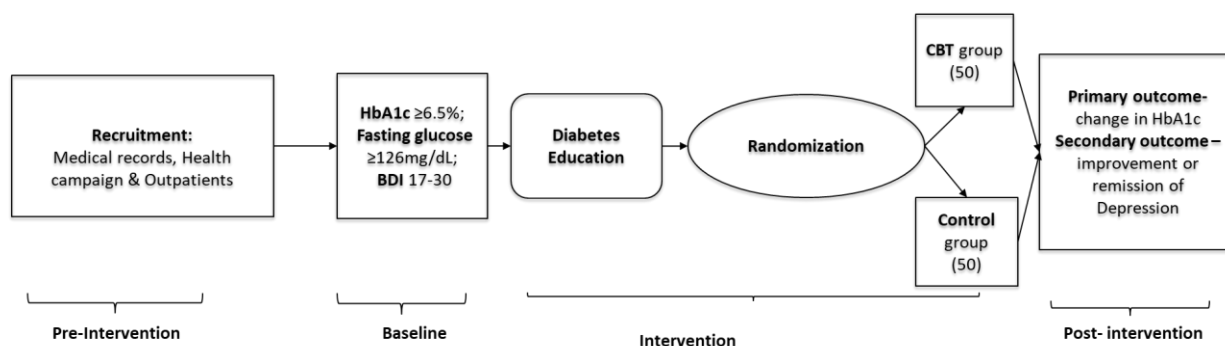 Recruitment:
Medical records, Health
campaign & Outpatients
HbA1c ≥6.5%;
Fasting glucose
≥126mg/dL;
BDI 17-30
Diabetes
Education
Randomization
CBT group
(50)
Control
group
(50)
Primary outcome-
change in HbA1c
Secondary outcome –
improvement or
remission of
Depression
Pre-Intervention
Baseline
Intervention
Post- intervention